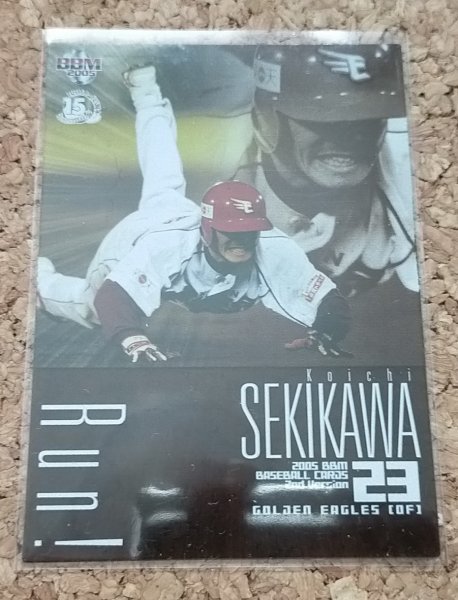 BBM
2005
15
Koichi
SEKIKAWA
2005 BBM
BASEBALL CARDS
2nd Version
23
GOLDEN EAGLES [OF]
Run!